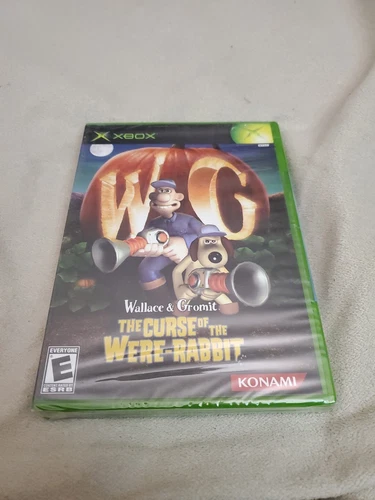 XBOX
W G
Wallace & Gromit
THE CURSE OF THE
WERE-RABBIT
EVERYONE
E
ESRB
KONAMI